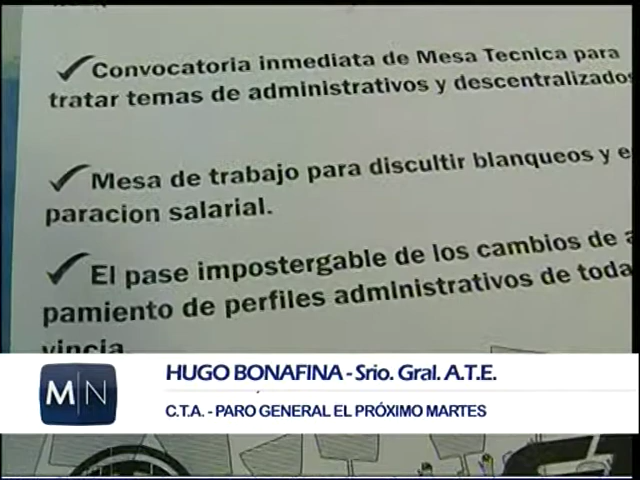 ✓Convocatoria inmediata de Mesa Tecnica para
tratar temas de administrativos y descentralizados
✓Mesa de trabajo para discultir blanqueos y e
paracion salarial.
✓El pase impostergable de los cambios de a
pamiento de perfiles administrativos de toda
vincia
HUGO BONAFINA - Srio. Gral. A.T.E.
M|N
C.T.A. - PARO GENERAL EL PRÓXIMO MARTES